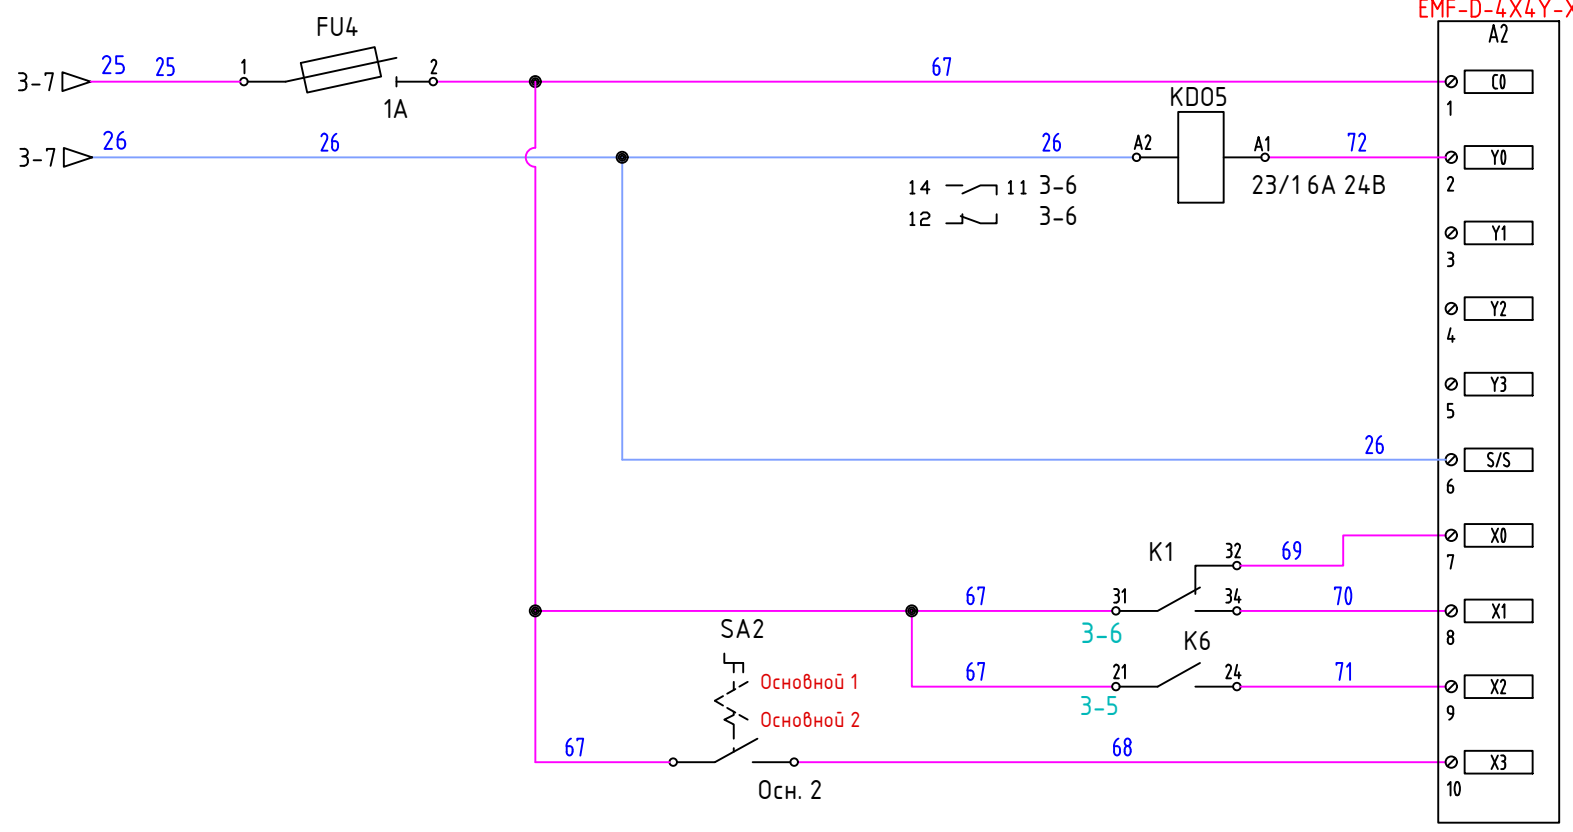 EMF-D-4X4Y-X
A2
FU4
3-7 25 25 1 2 67 C0
1A 1
KD05
3-7 26 26 26 A2 A1 72 Y0
14 11 3-6 23/1 6A 24B 2
12 3-6
Y1
3
Y2
4
Y3
5
26 S/S
6
X0
K1 32 69 7
67 31 34 70 X1
3-6 8
SA2 K6
67 21 24 71 X2
Основной 1
3-5 9
Основной 2
67 68 X3
Осн. 2 10